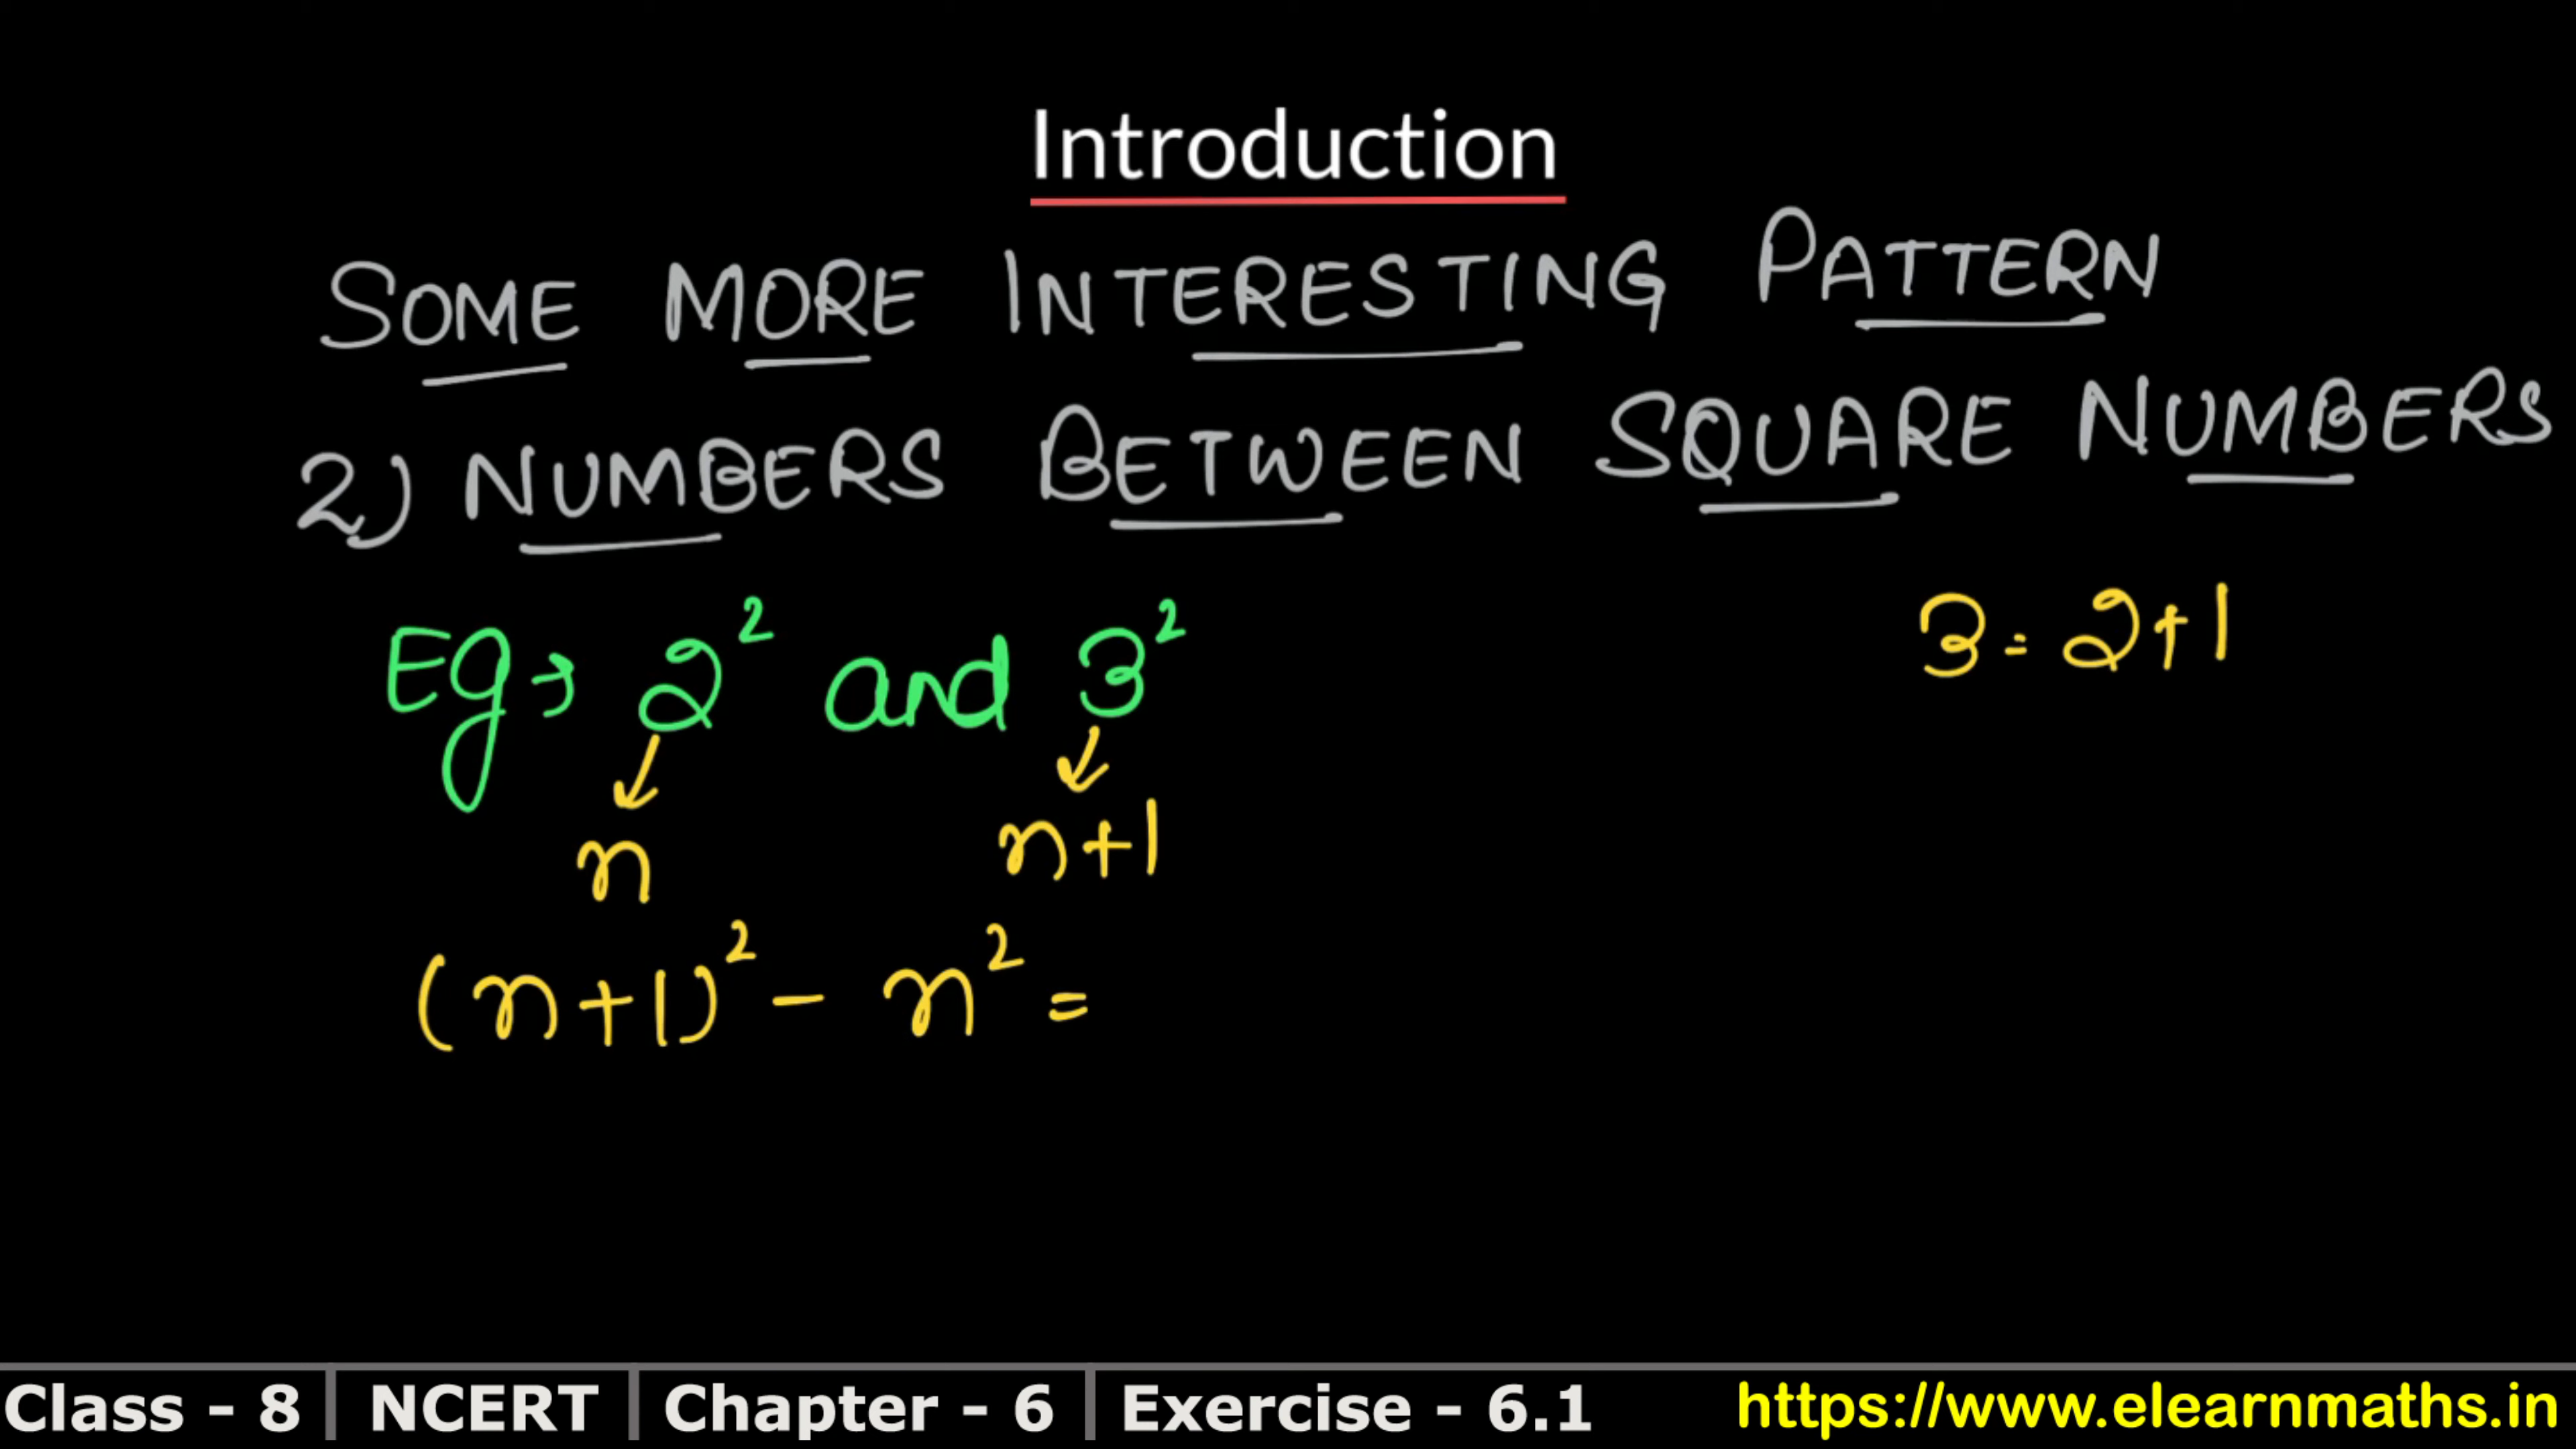 Introduction
SOME MORE INTERESTING PATTERN
2) NUMBERS BETWEEN SQUARE NUMBERS
Eg → 2² and 3²
3 = 2+1
n n+1
(n+1)² - n² =
Class - 8 | NCERT | Chapter - 6 | Exercise - 6.1 https://www.elearnmaths.in